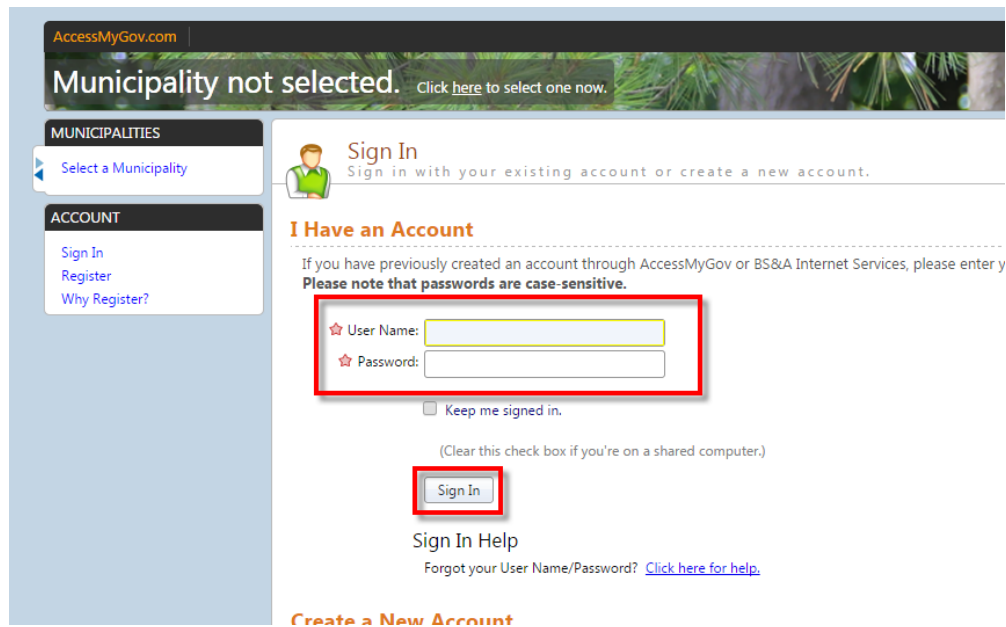 AccessMyGov.com
Municipality not selected. Click here to select one now.
MUNICIPALITIES
Select a Municipality
ACCOUNT
Sign In
Register
Why Register?
Sign In
Sign in with your existing account or create a new account.
I Have an Account
If you have previously created an account through AccessMyGov or BS&A Internet Services, please enter y
Please note that passwords are case-sensitive.
User Name:
Password:
Keep me signed in.
(Clear this check box if you're on a shared computer.)
Sign In
Sign In Help
Forgot your User Name/Password? Click here for help.
Create a New Account